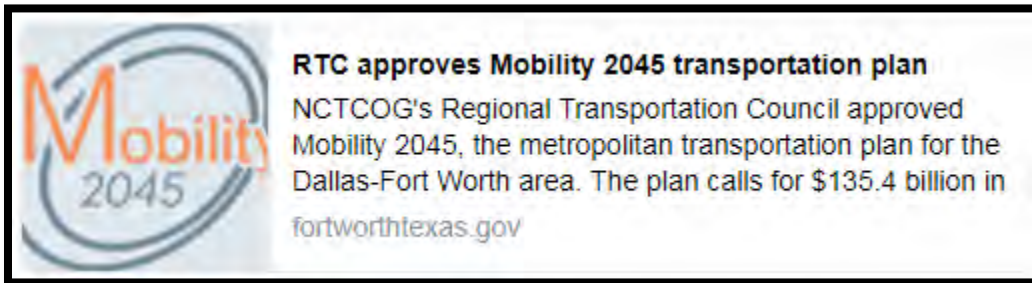 Mobility
2045
RTC approves Mobility 2045 transportation plan
NCTCOG's Regional Transportation Council approved
Mobility 2045, the metropolitan transportation plan for the
Dallas-Fort Worth area. The plan calls for $135.4 billion in
fortworthtexas.gov